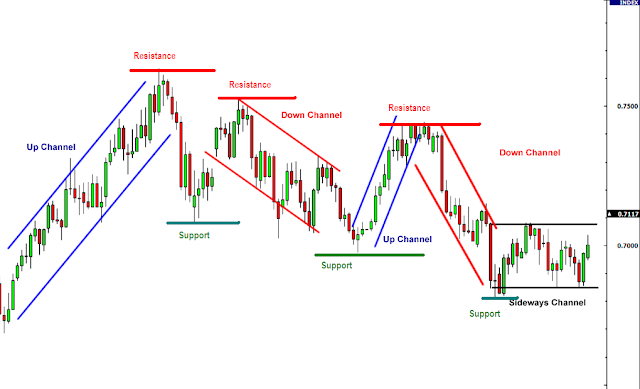 INDEX
Resistance
Resistance
0.7500
Resistance
Down Channel
Up Channel
Down Channel
0.7117
Support
Up Channel
0.7000
Support
Sideways Channel
Support